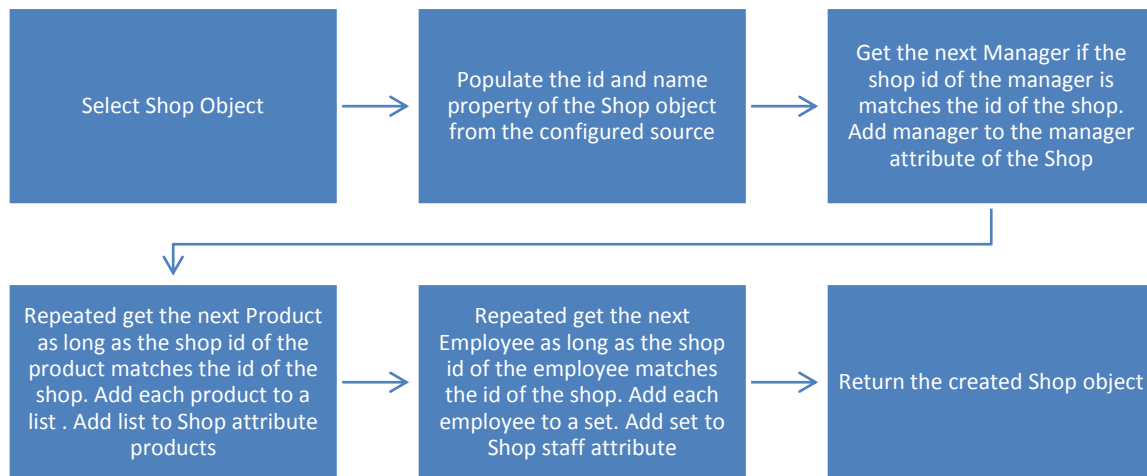 Select Shop Object
Populate the id and name
property of the Shop object
from the configured source
Get the next Manager if the
shop id of the manager is
matches the id of the shop.
Add manager to the manager
attribute of the Shop
Repeated get the next Product
as long as the shop id of the
product matches the id of the
shop. Add each product to a
list . Add list to Shop attribute
products
Repeated get the next
Employee as long as the shop
id of the employee matches
the id of the shop. Add each
employee to a set. Add set to
Shop staff attribute
Return the created Shop object